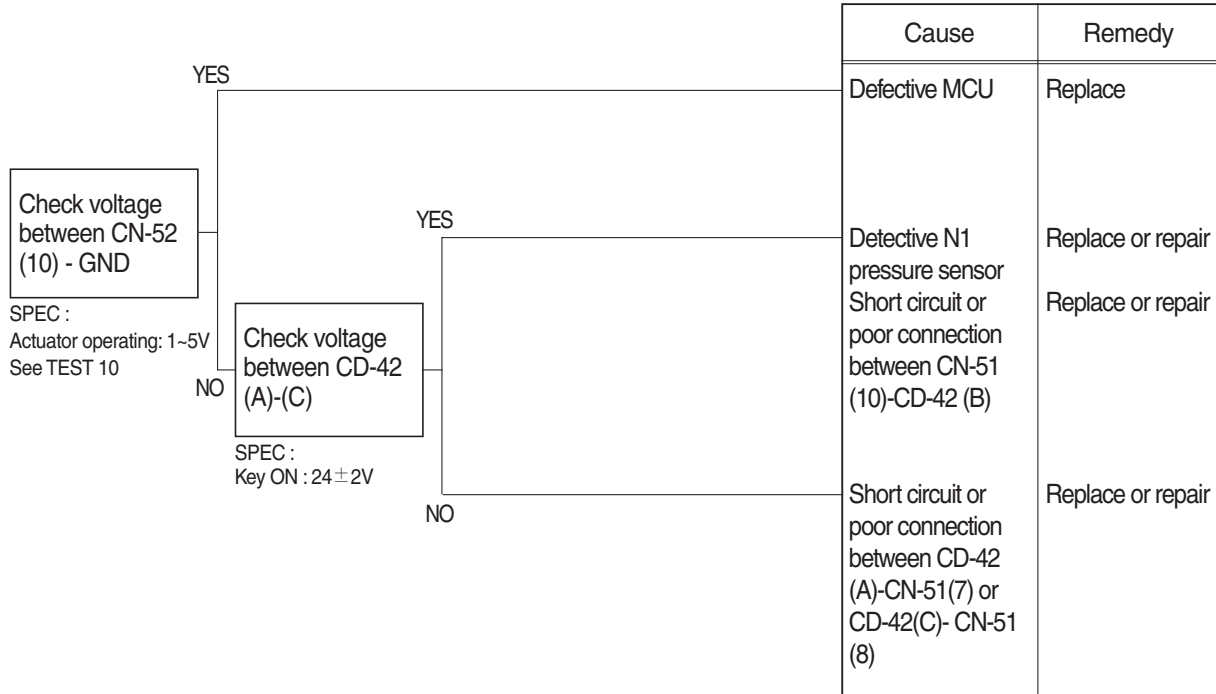 Cause
Remedy
YES
Defective MCU
Replace
Check voltage
between CN-52
(10) - GND
SPEC :
Actuator operating: 1~5V
See TEST 10
NO
Check voltage
between CD-42
(A)-(C)
SPEC :
Key ON : 24±2V
YES
Detective N1
pressure sensor
Replace or repair
Short circuit or
poor connection
between CN-51
(10)-CD-42 (B)
Replace or repair
NO
Short circuit or
poor connection
between CD-42
(A)-CN-51(7) or
CD-42(C)- CN-51
(8)
Replace or repair